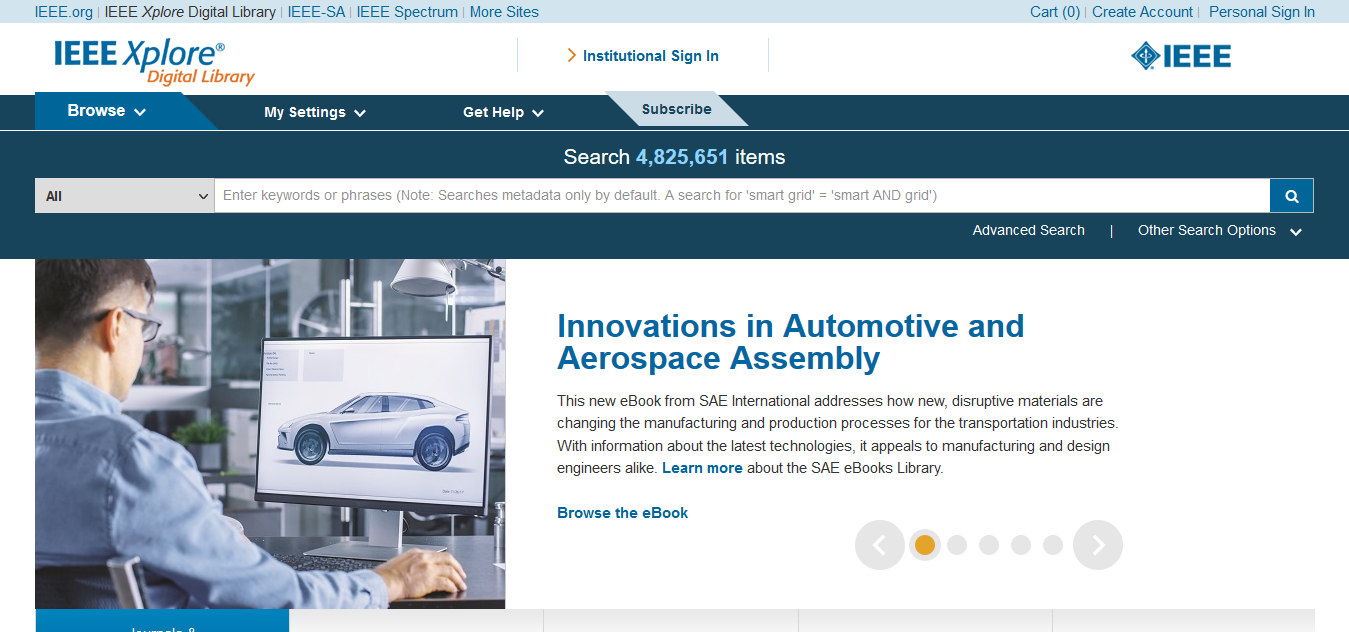 IEEE.org | IEEE Xplore Digital Library | IEEE-SA | IEEE Spectrum | More Sites
Cart (0) | Create Account | Personal Sign In
IEEE Xplore®
Digital Library
Institutional Sign In
IEEE
Browse
My Settings
Get Help
Subscribe
Search 4,825,651 items
All
Enter keywords or phrases (Note: Searches metadata only by default. A search for 'smart grid' = 'smart AND grid')
Advanced Search | Other Search Options
Innovations in Automotive and
Aerospace Assembly
This new eBook from SAE International addresses how new, disruptive materials are
changing the manufacturing and production processes for the transportation industries.
With information about the latest technologies, it appeals to manufacturing and design
engineers alike. Learn more about the SAE eBooks Library.
Browse the eBook
Journals &